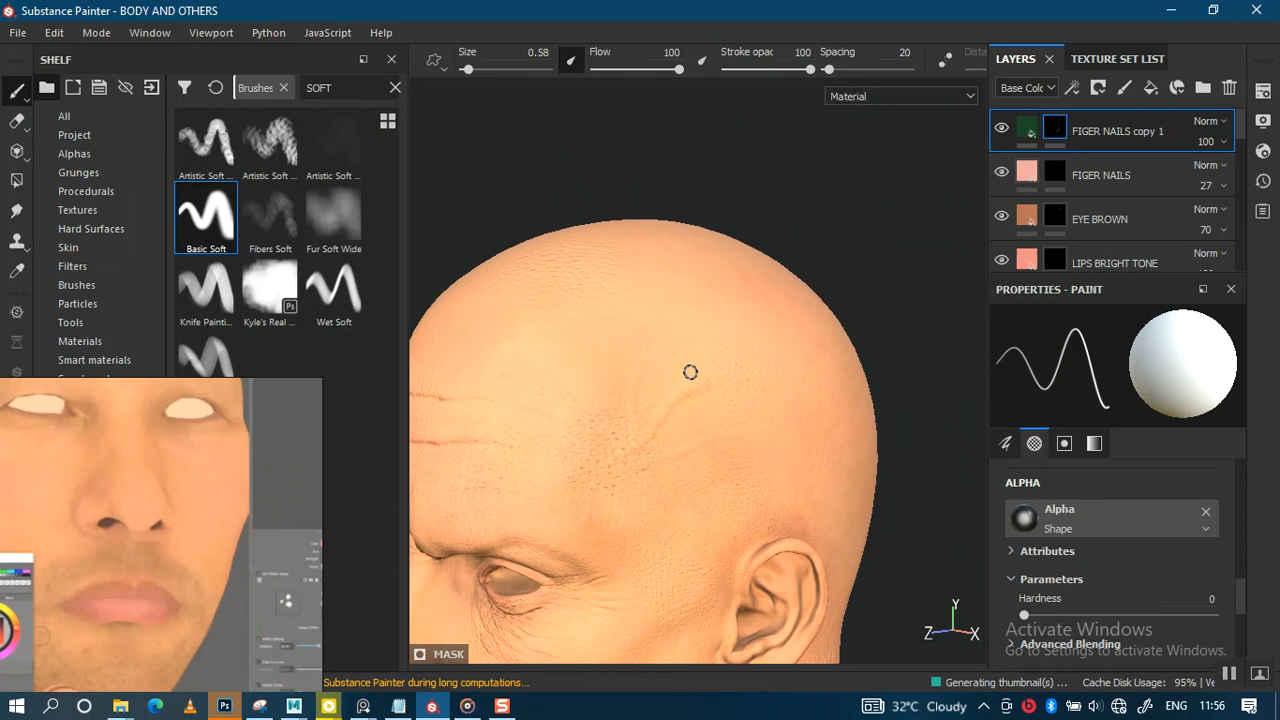 Substance Painter - BODY AND OTHERS
File Edit Mode Window Viewport Python JavaScript Help
SHELF
Size 0.58 Flow 100 Stroke opac 100 Spacing 20 Dista
LAYERS TEXTURE SET LIST
Brushes SOFT
Base Colc
Material
All
Project
Alphas
Grunges
Procedurals
Textures
Hard Surfaces
Skin
Filters
Brushes
Particles
Tools
Materials
Smart materials
Artistic Soft ... Artistic Soft ... Artistic Soft ...
Basic Soft Fibers Soft Fur Soft Wide
Knife Painti... Kyle's Real ... Wet Soft
Ps
FIGER NAILS copy 1 Norm
100
FIGER NAILS Norm
27
EYE BROWN Norm
70
LIPS BRIGHT TONE Norm
PROPERTIES - PAINT
ALPHA
Alpha
Shape
Attributes
Parameters
Hardness 0
Advanced Blending
Activate Windows
Go to Settings to activate Windows.
Y
Z X
MASK
Substance Painter during long computations...
Generating thumbnail(s) ... Cache Disk Usage: 95% | Ve
Ps 32°C Cloudy ENG 11:56